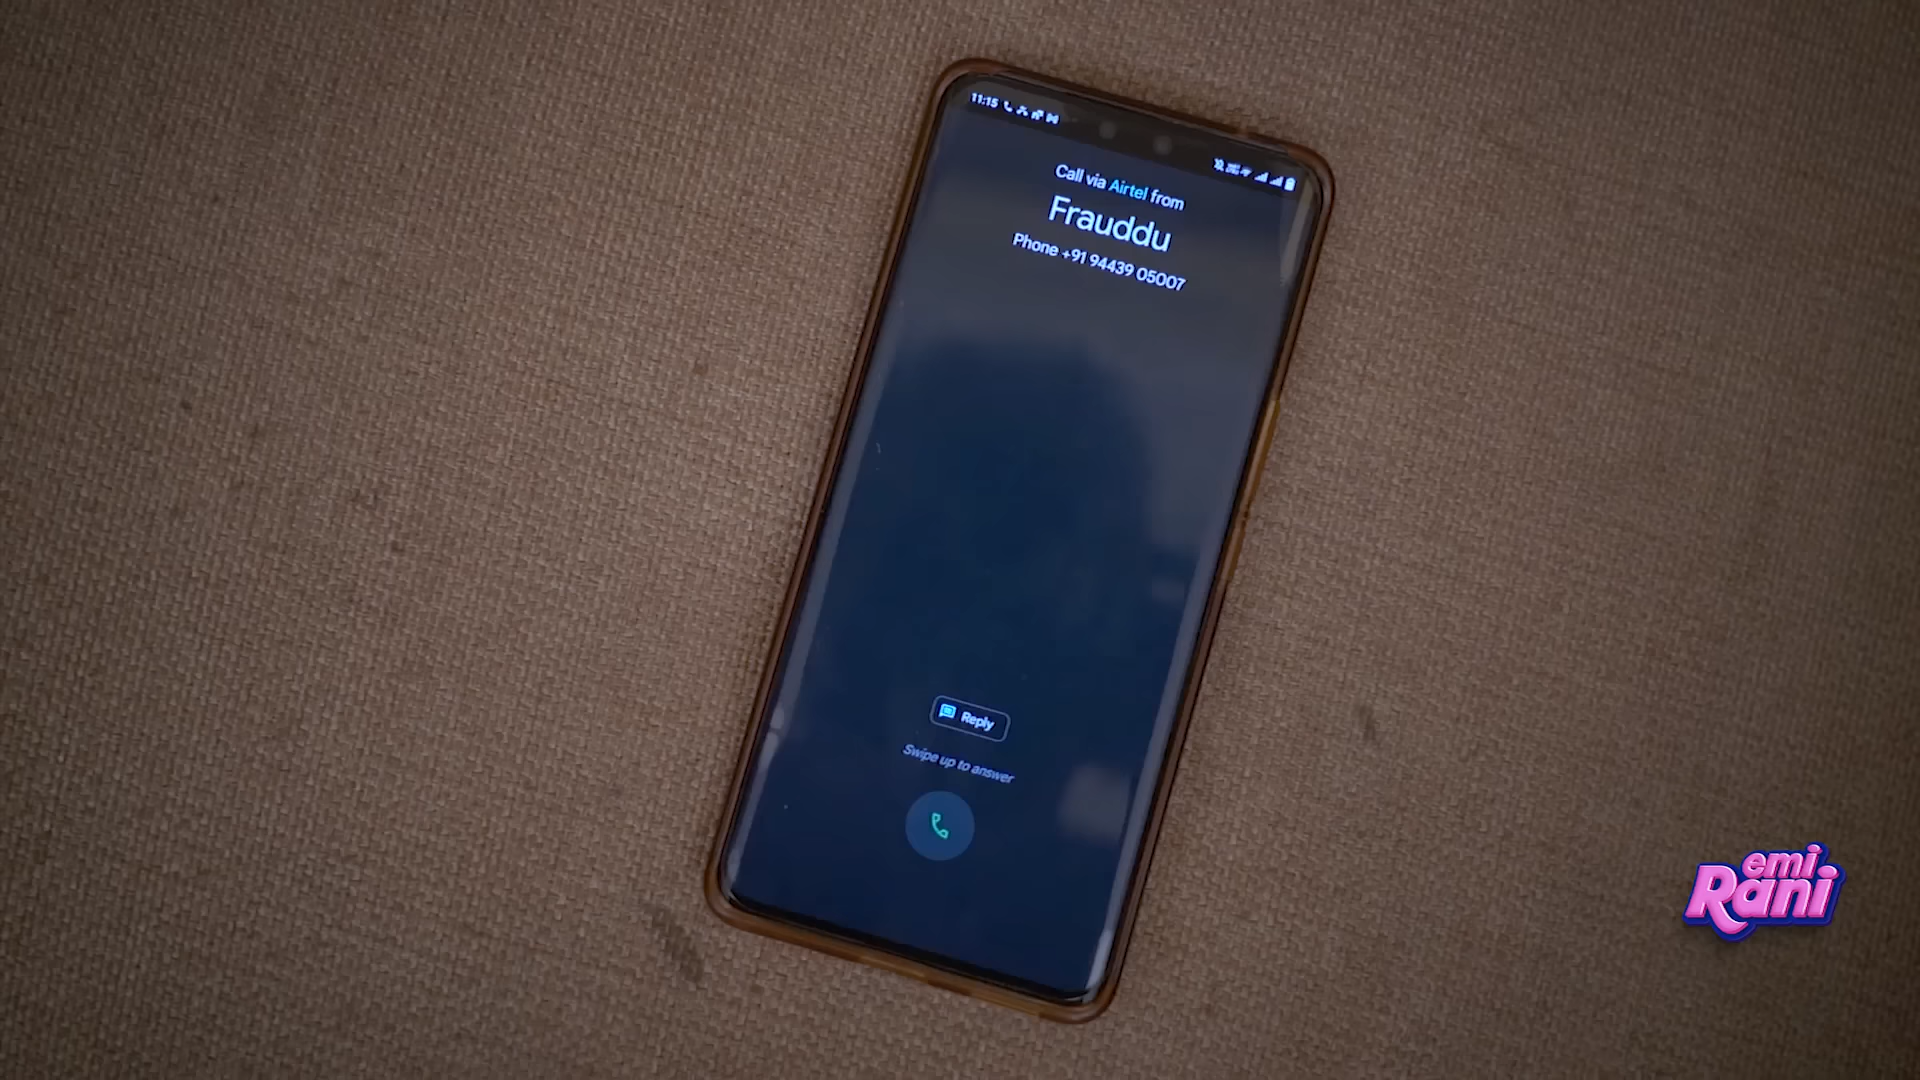 11:15
Call via Airtel from
Frauddu
Phone +91 94439 05007
Reply
Swipe up to answer
emi
Rani